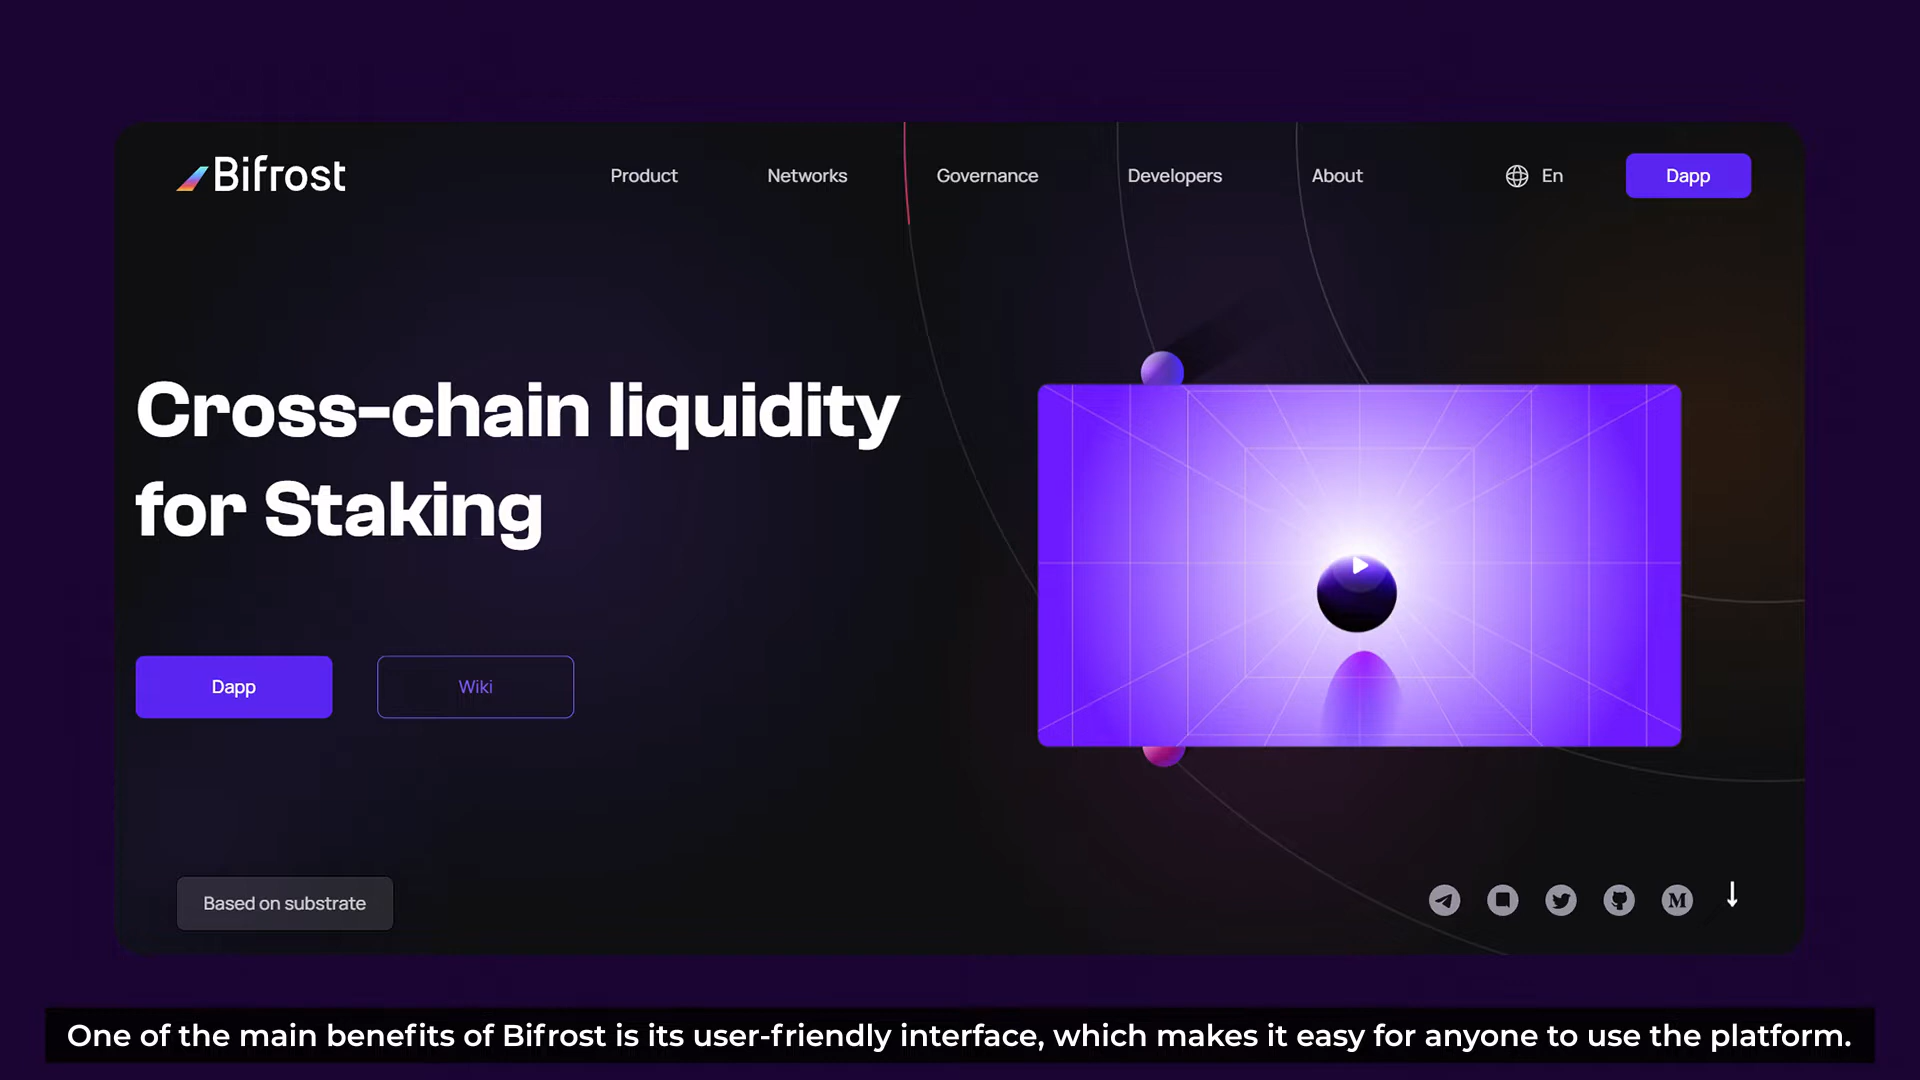 Bifrost
Product Networks Governance Developers About En Dapp
Cross-chain liquidity
for Staking
Dapp Wiki
Based on substrate
M
One of the main benefits of Bifrost is its user-friendly interface, which makes it easy for anyone to use the platform.